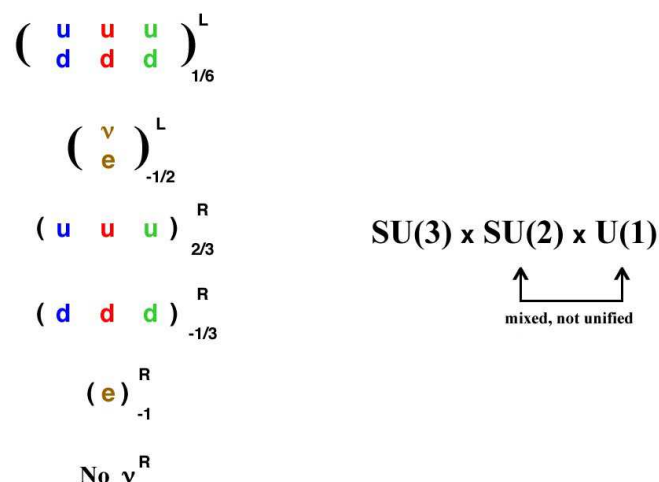 ( u u u ) L
( d d d ) 1/6
( ν ) L
( e ) -1/2
( u u u ) R 2/3
( d d d ) R -1/3
( e ) R -1
No ν R
SU(3) x SU(2) x U(1)
mixed, not unified